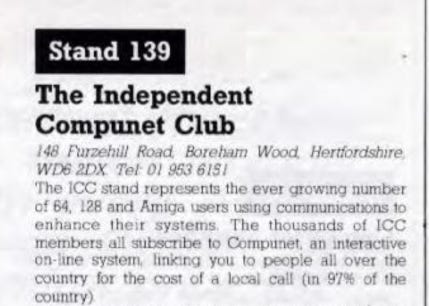 Stand 139
The Independent
Compunet Club
148 Furzehill Road, Boreham Wood, Hertfordshire,
WD6 2DX. Tel: 01 953 6151
The ICC stand represents the ever growing number
of 64, 128 and Amiga users using communications to
enhance their systems. The thousands of ICC
members all subscribe to Compunet, an interactive
on-line system, linking you to people all over the
country for the cost of a local call (in 97% of the
country)